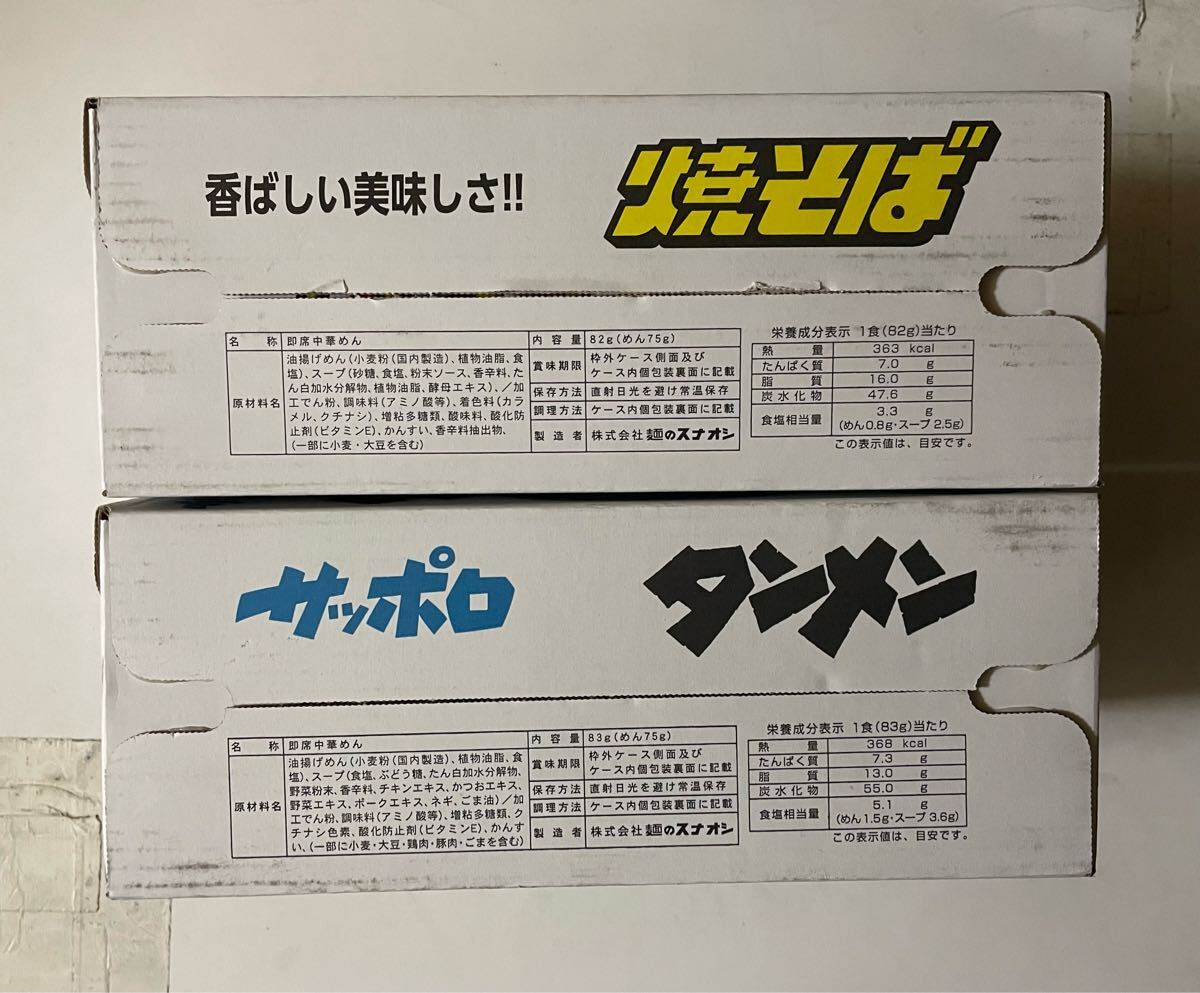 香ばしい美味しさ!!
焼そば
名称 即席中華めん
原材料名 油揚げめん(小麦粉(国内製造)、植物油脂、食
塩)、スープ(砂糖、食塩、粉末ソース、香辛料、た
ん白加水分解物、植物油脂、酵母エキス)、/加
工でん粉、調味料(アミノ酸等)、着色料(カラ
メル、クチナシ)、増粘多糖類、酸味料、酸化防
止剤(ビタミンE)、かんすい、香辛料抽出物、
(一部に小麦・大豆を含む)
内容量 82g(めん75g)
賞味期限 枠外ケース側面及び
ケース内個包装裏面に記載
保存方法 直射日光を避け常温保存
調理方法 ケース内個包装裏面に記載
製造者 株式会社 麺のスナオシ
栄養成分表示 1食(82g)当たり
熱量 363 kcal
たんぱく質 7.0 g
脂質 16.0 g
炭水化物 47.6 g
食塩相当量 3.3 g
(めん0.8g・スープ2.5g)
この表示値は、目安です。
サッポロ
タンメン
名称 即席中華めん
原材料名 油揚げめん(小麦粉(国内製造)、植物油脂、食
塩)、スープ(食塩、ぶどう糖、たん白加水分解物、
野菜粉末、香辛料、チキンエキス、かつおエキス、
野菜エキス、ポークエキス、ネギ、ごま油)/加
工でん粉、調味料(アミノ酸等)、増粘多糖類、ク
チナシ色素、酸化防止剤(ビタミンE)、かんす
い、(一部に小麦・大豆・鶏肉・豚肉・ごまを含む)
内容量 83g(めん75g)
賞味期限 枠外ケース側面及び
ケース内個包装裏面に記載
保存方法 直射日光を避け常温保存
調理方法 ケース内個包装裏面に記載
製造者 株式会社 麺のスナオシ
栄養成分表示 1食(83g)当たり
熱量 368 kcal
たんぱく質 7.3 g
脂質 13.0 g
炭水化物 55.0 g
食塩相当量 5.1 g
(めん1.5g・スープ3.6g)
この表示値は、目安です。